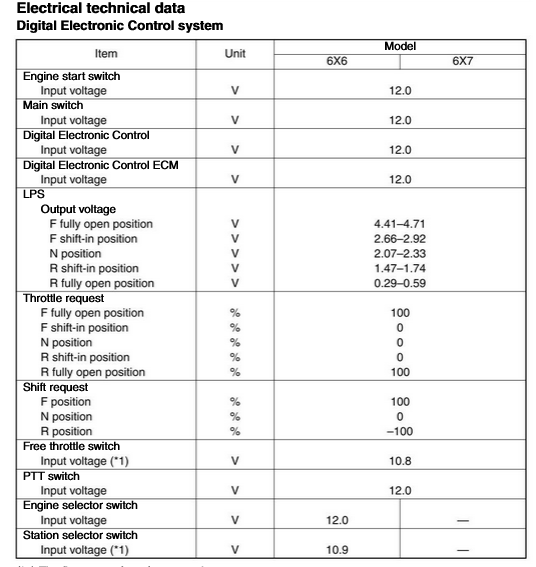 Electrical technical data
Digital Electronic Control system
Item Unit Model
6X6 6X7
Engine start switch
Input voltage V 12.0
Main switch
Input voltage V 12.0
Digital Electronic Control
Input voltage V 12.0
Digital Electronic Control ECM
Input voltage V 12.0
LPS
Output voltage
F fully open position V 4.41–4.71
F shift-in position V 2.66–2.92
N position V 2.07–2.33
R shift-in position V 1.47–1.74
R fully open position V 0.29–0.59
Throttle request
F fully open position % 100
F shift-in position % 0
N position % 0
R shift-in position % 0
R fully open position % 100
Shift request
F position % 100
N position % 0
R position % –100
Free throttle switch
Input voltage (*1) V 10.8
PTT switch
Input voltage V 12.0
Engine selector switch
Input voltage V 12.0 —
Station selector switch
Input voltage (*1) V 10.9 —